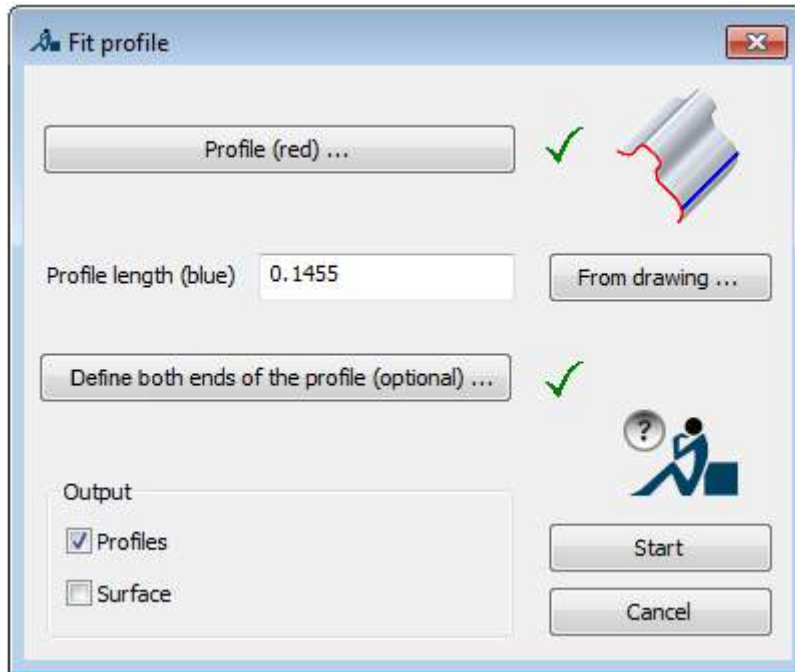 Fit profile
Profile (red) ...
Profile length (blue)
0.1455
From drawing ...
Define both ends of the profile (optional) ...
?
Output
Profiles
Surface
Start
Cancel